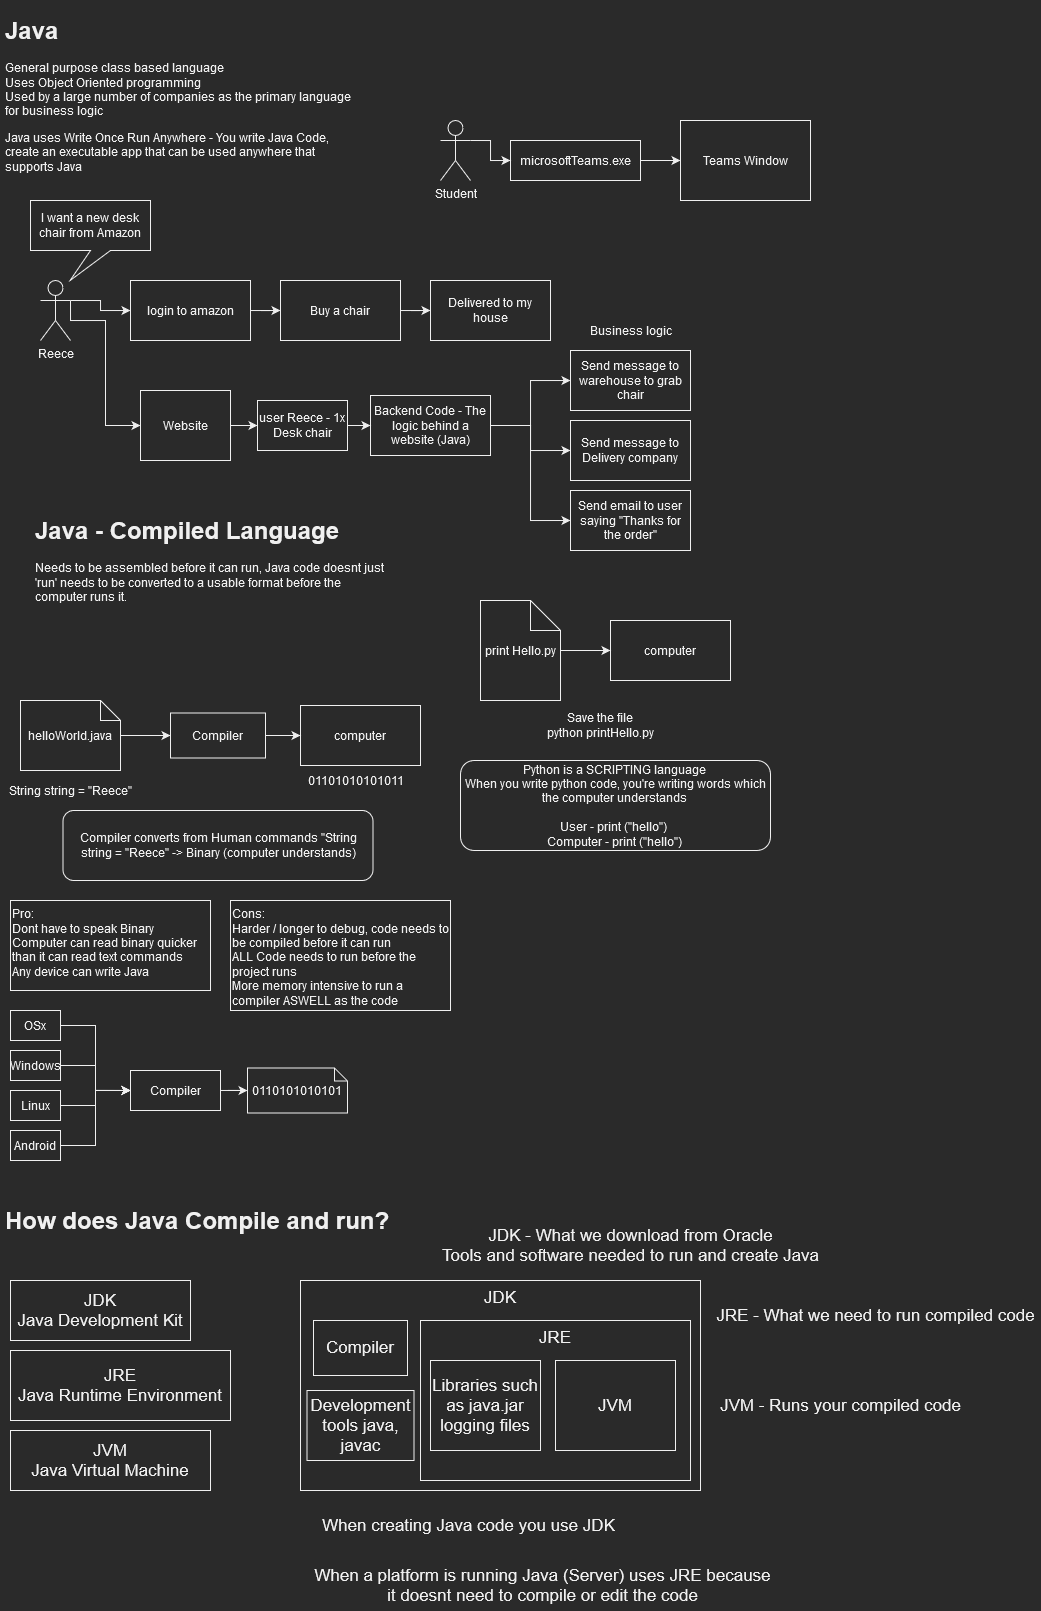 Java
General purpose class based language
Uses Object Oriented programming
Used by a large number of companies as the primary language
for business logic
Java uses Write Once Run Anywhere - You write Java Code,
create an executable app that can be used anywhere that
supports Java
Student
microsoftTeams.exe
Teams Window
I want a new desk
chair from Amazon
Reece
login to amazon
Buy a chair
Delivered to my
house
Website
user Reece - 1x
Desk chair
Backend Code - The
logic behind a
website (Java)
Business logic
Send message to
warehouse to grab
chair
Send message to
Delivery company
Send email to user
saying "Thanks for
the order"
Java - Compiled Language
Needs to be assembled before it can run, Java code doesnt just
'run' needs to be converted to a usable format before the
computer runs it.
print Hello.py
computer
Save the file
python printHello.py
helloWorld.java
Compiler
computer
01101010101011
String string = "Reece"
Python is a SCRIPTING language
When you write python code, you're writing words which
the computer understands
User - print ("hello")
Computer - print ("hello")
Compiler converts from Human commands "String
string = "Reece" -> Binary (computer understands)
Pro:
Dont have to speak Binary
Computer can read binary quicker
than it can read text commands
Any device can write Java
Cons:
Harder / longer to debug, code needs to
be compiled before it can run
ALL Code needs to run before the
project runs
More memory intensive to run a
compiler ASWELL as the code
OSx
Windows
Linux
Android
Compiler
0110101010101
How does Java Compile and run?
JDK - What we download from Oracle
Tools and software needed to run and create Java
JDK
Java Development Kit
JRE
Java Runtime Environment
JVM
Java Virtual Machine
JDK
Compiler
Development
tools java,
javac
JRE
Libraries such
as java.jar
logging files
JVM
JRE - What we need to run compiled code
JVM - Runs your compiled code
When creating Java code you use JDK
When a platform is running Java (Server) uses JRE because
it doesnt need to compile or edit the code